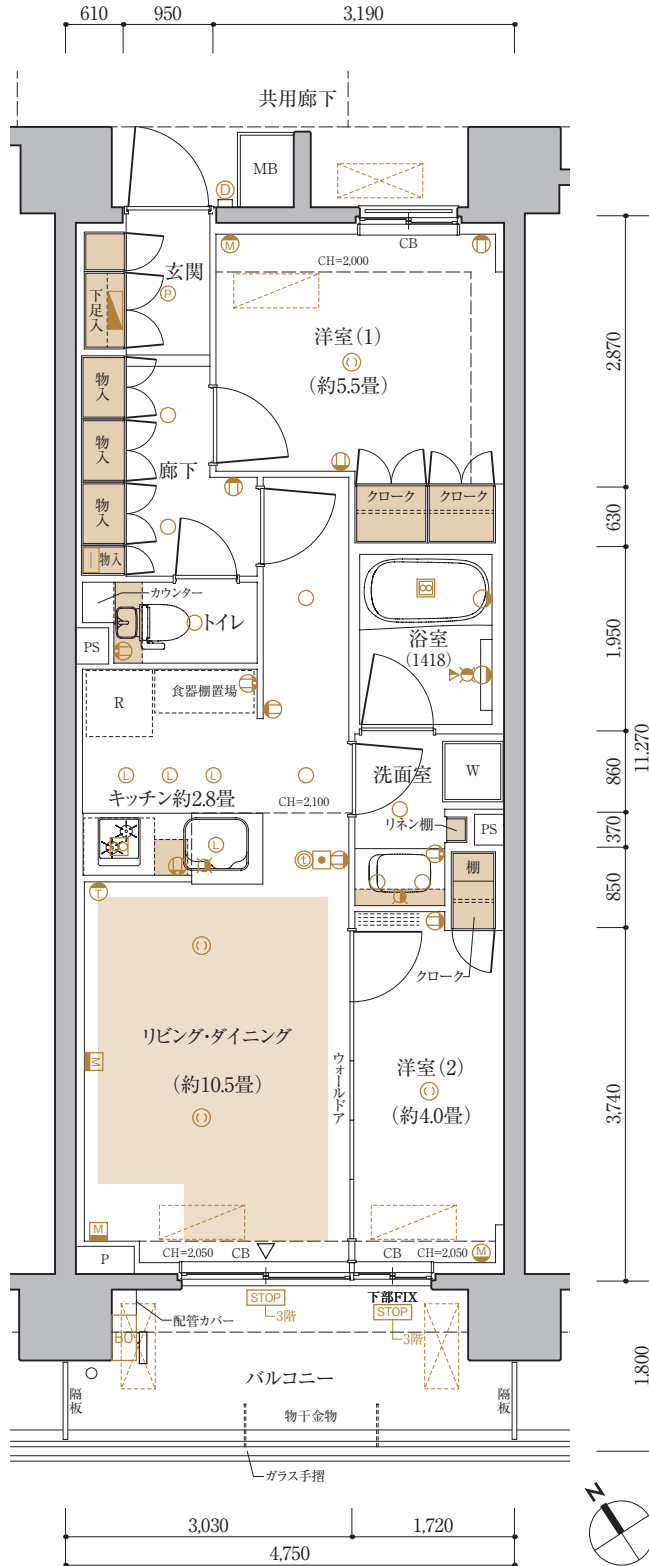 610 950 3,190
共用廊下
MB
D
玄関
M
CH=2,000
CB
下足入
P
洋室(1)
(約5.5畳)
2,870
物入
物入
廊下
物入
クローク クローク
630
物入
カウンター
トイレ
PS
浴室
(1418)
1,950
R
食器棚置場
11,270
L L L
洗面室
W
860
キッチン約2.8畳
CH=2,100
リネン棚
PS
370
L
t
棚
850
T
クローク
リビング・ダイニング
(約10.5畳)
M
ウォールドア
洋室(2)
(約4.0畳)
3,740
M
P
CH=2,050 CB
CB CH=2,050
M
STOP
3階
下部FIX
STOP
3階
配管カバー
BO
バルコニー
1,800
隔板
物干金物
隔板
ガラス手摺
N
3,030 1,720
4,750